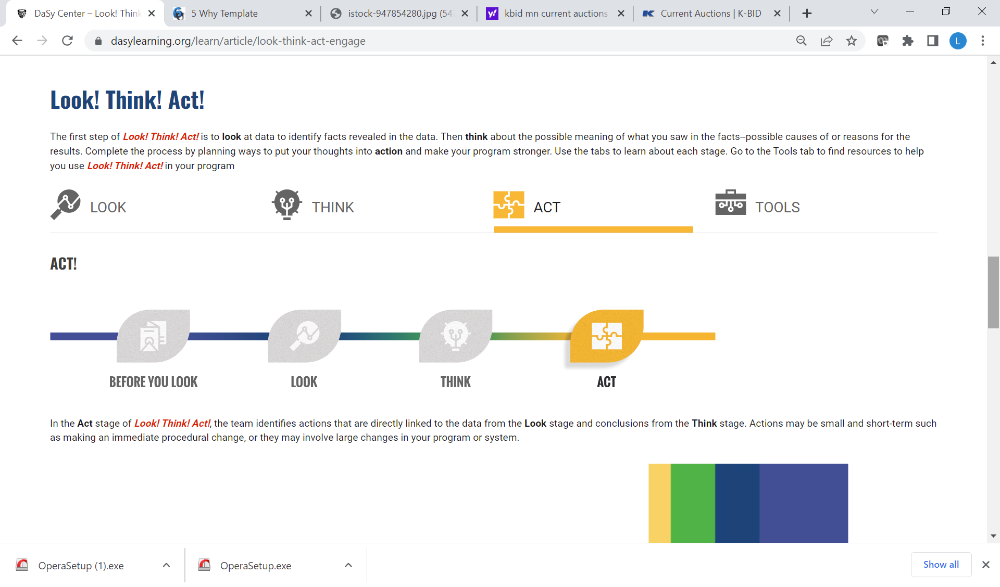 DaSy Center – Look! Think
5 Why Template
istock-947854280.jpg (547
kbid mn current auctions
Current Auctions | K-BID
dasylearning.org/learn/article/look-think-act-engage
L
Look! Think! Act!
The first step of Look! Think! Act! is to look at data to identify facts revealed in the data. Then think about the possible meaning of what you saw in the facts--possible causes of or reasons for the
results. Complete the process by planning ways to put your thoughts into action and make your program stronger. Use the tabs to learn about each stage. Go to the Tools tab to find resources to help
you use Look! Think! Act! in your program
LOOK
THINK
ACT
TOOLS
ACT!
BEFORE YOU LOOK
LOOK
THINK
ACT
In the Act stage of Look! Think! Act!, the team identifies actions that are directly linked to the data from the Look stage and conclusions from the Think stage. Actions may be small and short-term such
as making an immediate procedural change, or they may involve large changes in your program or system.
OperaSetup (1).exe
OperaSetup.exe
Show all